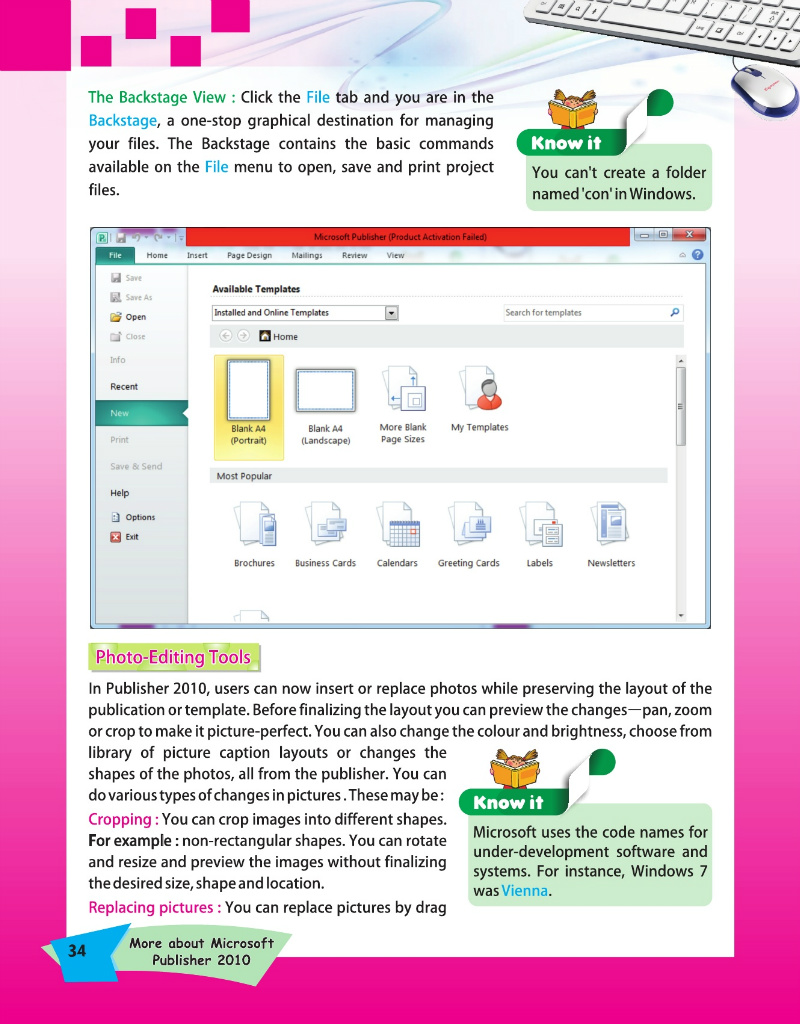 The Backstage View : Click the File tab and you are in the
Backstage, a one-stop graphical destination for managing
your files. The Backstage contains the basic commands
available on the File menu to open, save and print project
files.
Know it
You can't create a folder
named 'con' in Windows.
Microsoft Publisher (Product Activation Failed)
File Home Insert Page Design Mailings Review View
Save
Save As
Open
Close
Info
Recent
New
Print
Save & Send
Help
Options
Exit
Available Templates
Installed and Online Templates
Search for templates
Home
Blank A4
(Portrait)
Blank A4
(Landscape)
More Blank
Page Sizes
My Templates
Most Popular
Brochures
Business Cards
Calendars
Greeting Cards
Labels
Newsletters
Photo-Editing Tools
In Publisher 2010, users can now insert or replace photos while preserving the layout of the
publication or template. Before finalizing the layout you can preview the changes—pan, zoom
or crop to make it picture-perfect. You can also change the colour and brightness, choose from
library of picture caption layouts or changes the
shapes of the photos, all from the publisher. You can
do various types of changes in pictures . These may be :
Cropping : You can crop images into different shapes.
For example : non-rectangular shapes. You can rotate
and resize and preview the images without finalizing
the desired size, shape and location.
Replacing pictures : You can replace pictures by drag
Know it
Microsoft uses the code names for
under-development software and
systems. For instance, Windows 7
was Vienna.
34
More about Microsoft
Publisher 2010